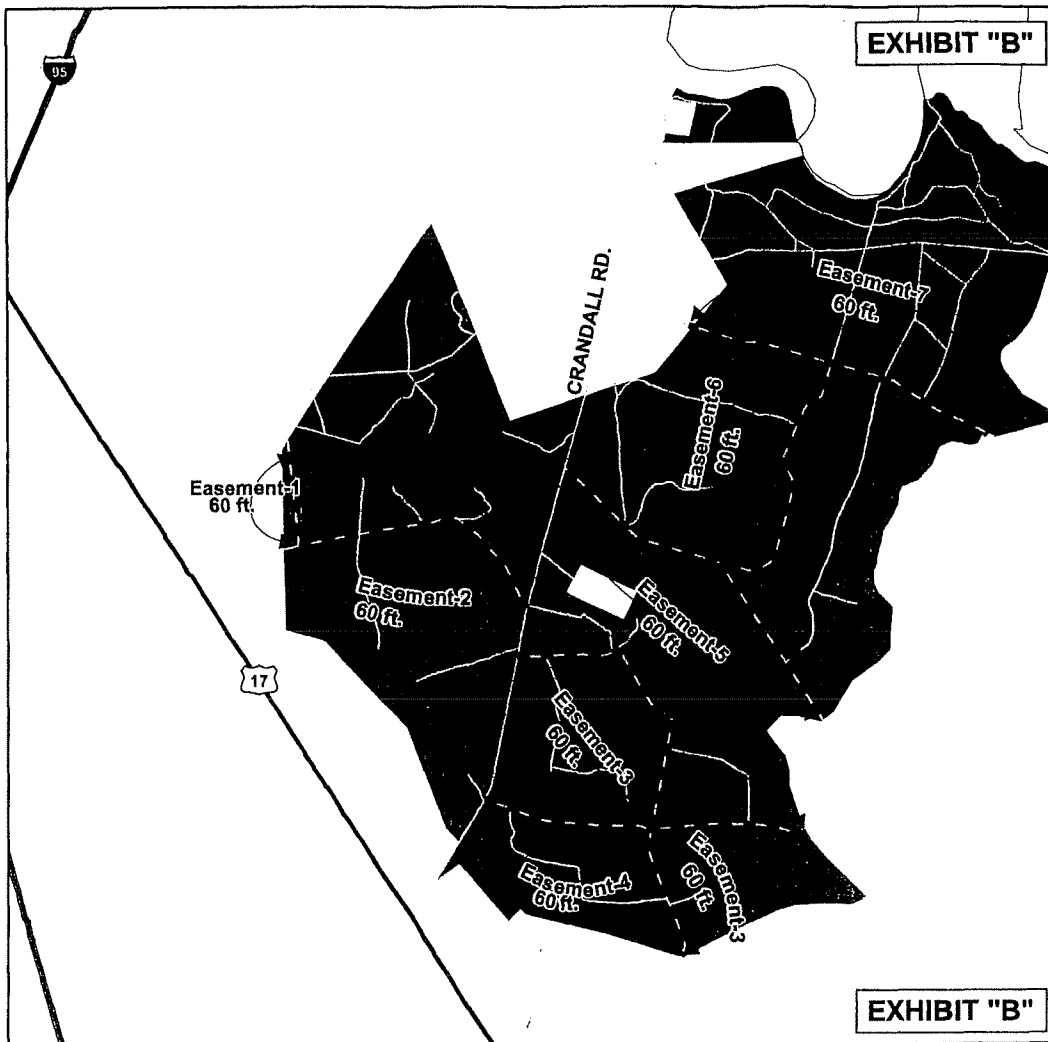 EXHIBIT "B"
95
CRANDALL RD.
Easement-7
60 ft.
Easement-6
60 ft.
Easement-1
60 ft.
Easement-2
60 ft.
Easement-5
60 ft.
17
Easement-3
60 ft.
Easement-4
60 ft.
Easement-3
60 ft.
EXHIBIT "B"